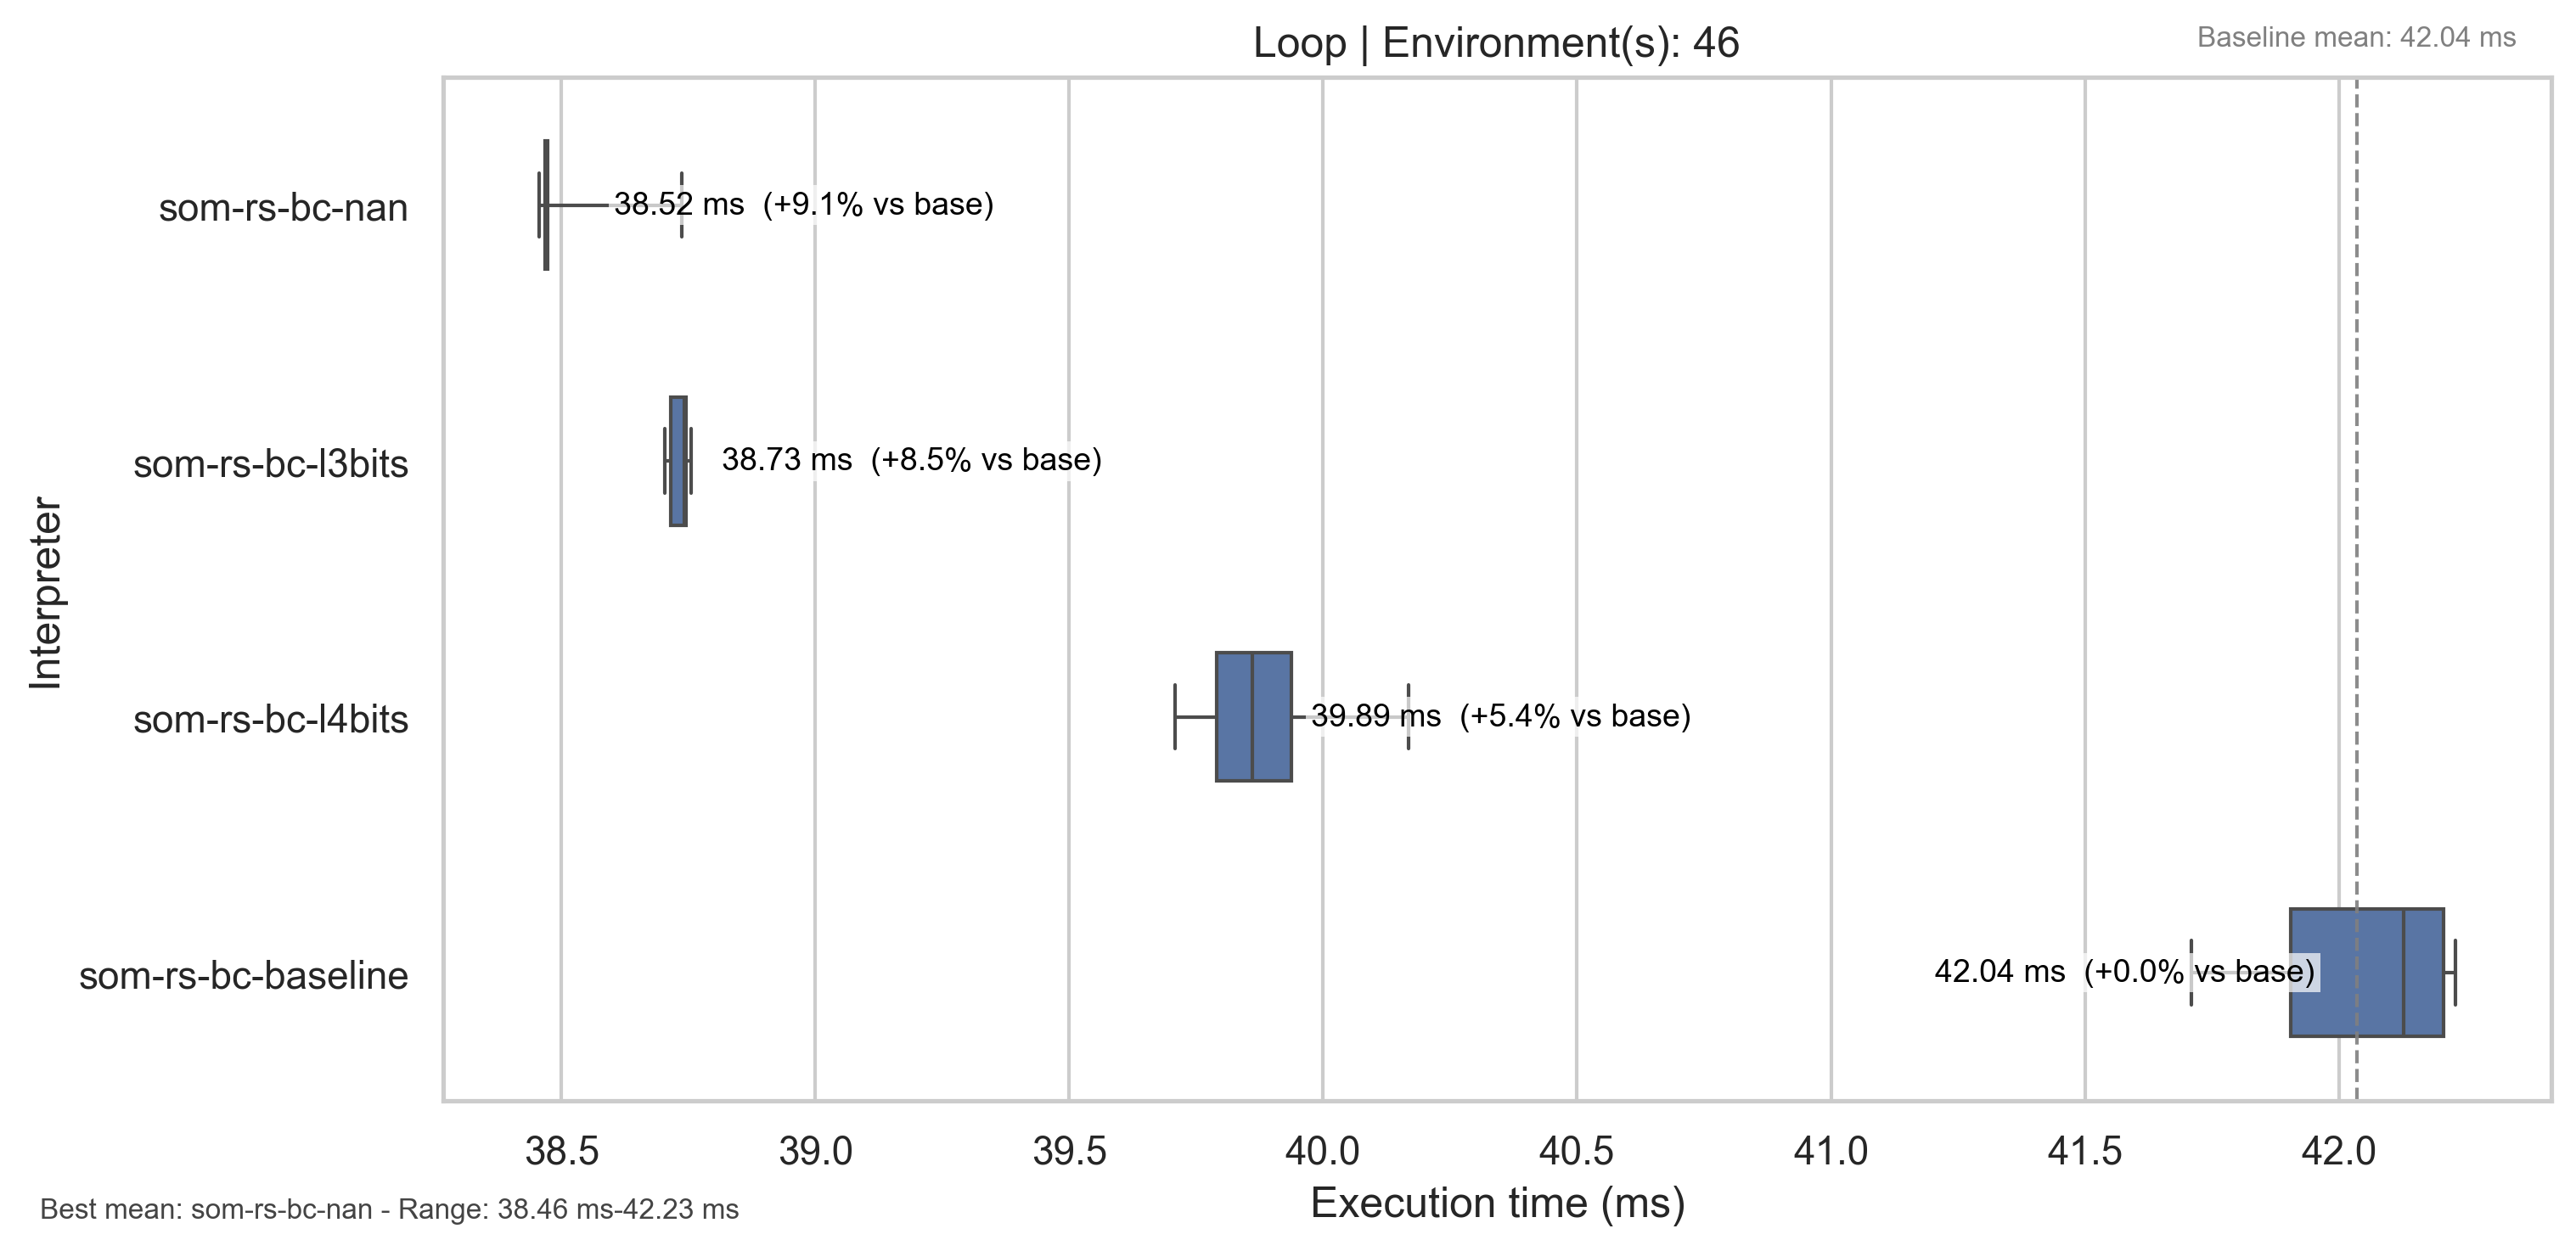 Loop | Environment(s): 46
Baseline mean: 42.04 ms
som-rs-bc-nan
38.52 ms (+9.1% vs base)
som-rs-bc-l3bits
38.73 ms (+8.5% vs base)
Interpreter
som-rs-bc-l4bits
39.89 ms (+5.4% vs base)
som-rs-bc-baseline
42.04 ms (+0.0% vs base)
38.5 39.0 39.5 40.0 40.5 41.0 41.5 42.0
Execution time (ms)
Best mean: som-rs-bc-nan - Range: 38.46 ms-42.23 ms